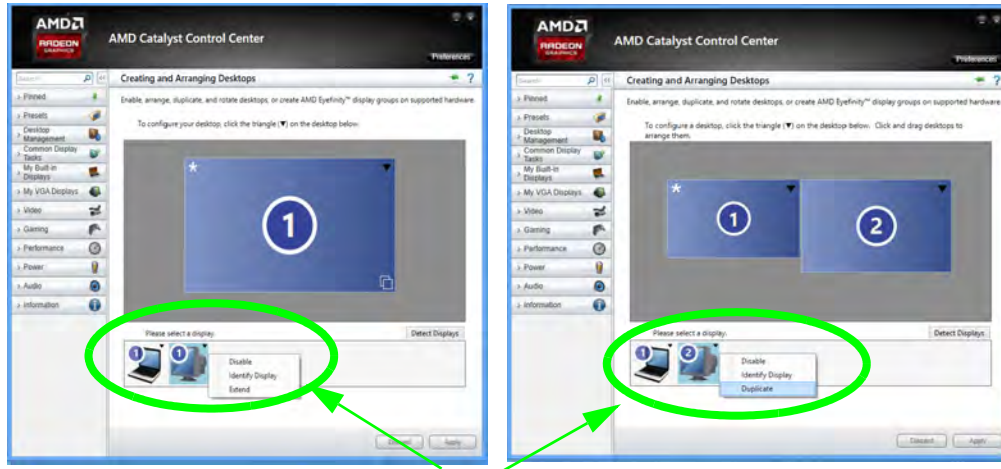 AMD
RADEON
GRAPHICS
AMD Catalyst Control Center
Preferences
Search
Creating and Arranging Desktops
?
Pinned
Presets
Desktop
Management
Common Display
Tasks
My Built-in
Displays
My VGA Displays
Video
Gaming
Performance
Power
Audio
Information
Enable, arrange, duplicate, and rotate desktops, or create AMD Eyefinity™ display groups on supported hardware
To configure your desktop, click the triangle (▼) on the desktop below.
*
1
Please select a display.
Detect Displays
1
1
Disable
Identify Display
Extend
Discard
Apply
AMD
RADEON
GRAPHICS
AMD Catalyst Control Center
Preferences
Search
Creating and Arranging Desktops
?
Pinned
Presets
Desktop
Management
Common Display
Tasks
My Built-in
Displays
My VGA Displays
Video
Gaming
Performance
Power
Audio
Information
Enable, arrange, duplicate, and rotate desktops, or create AMD Eyefinity™ display groups on supported hardware
To configure a desktop, click the triangle (▼) on the desktop below. Click and drag desktops to
arrange them.
*
1
2
Please select a display.
Detect Displays
1
2
Disable
Identify Display
Duplicate
Discard
Apply